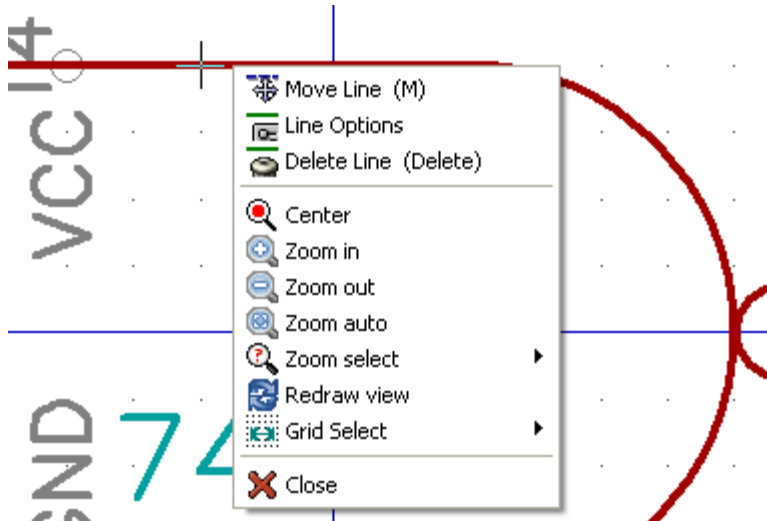 14
VCC
Move Line (M)
Line Options
Delete Line (Delete)
Center
Zoom in
Zoom out
Zoom auto
Zoom select
Redraw view
Grid Select
Close
GND
74